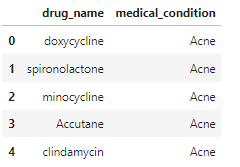 drug_name medical_condition
0 doxycycline Acne
1 spironolactone Acne
2 minocycline Acne
3 Accutane Acne
4 clindamycin Acne